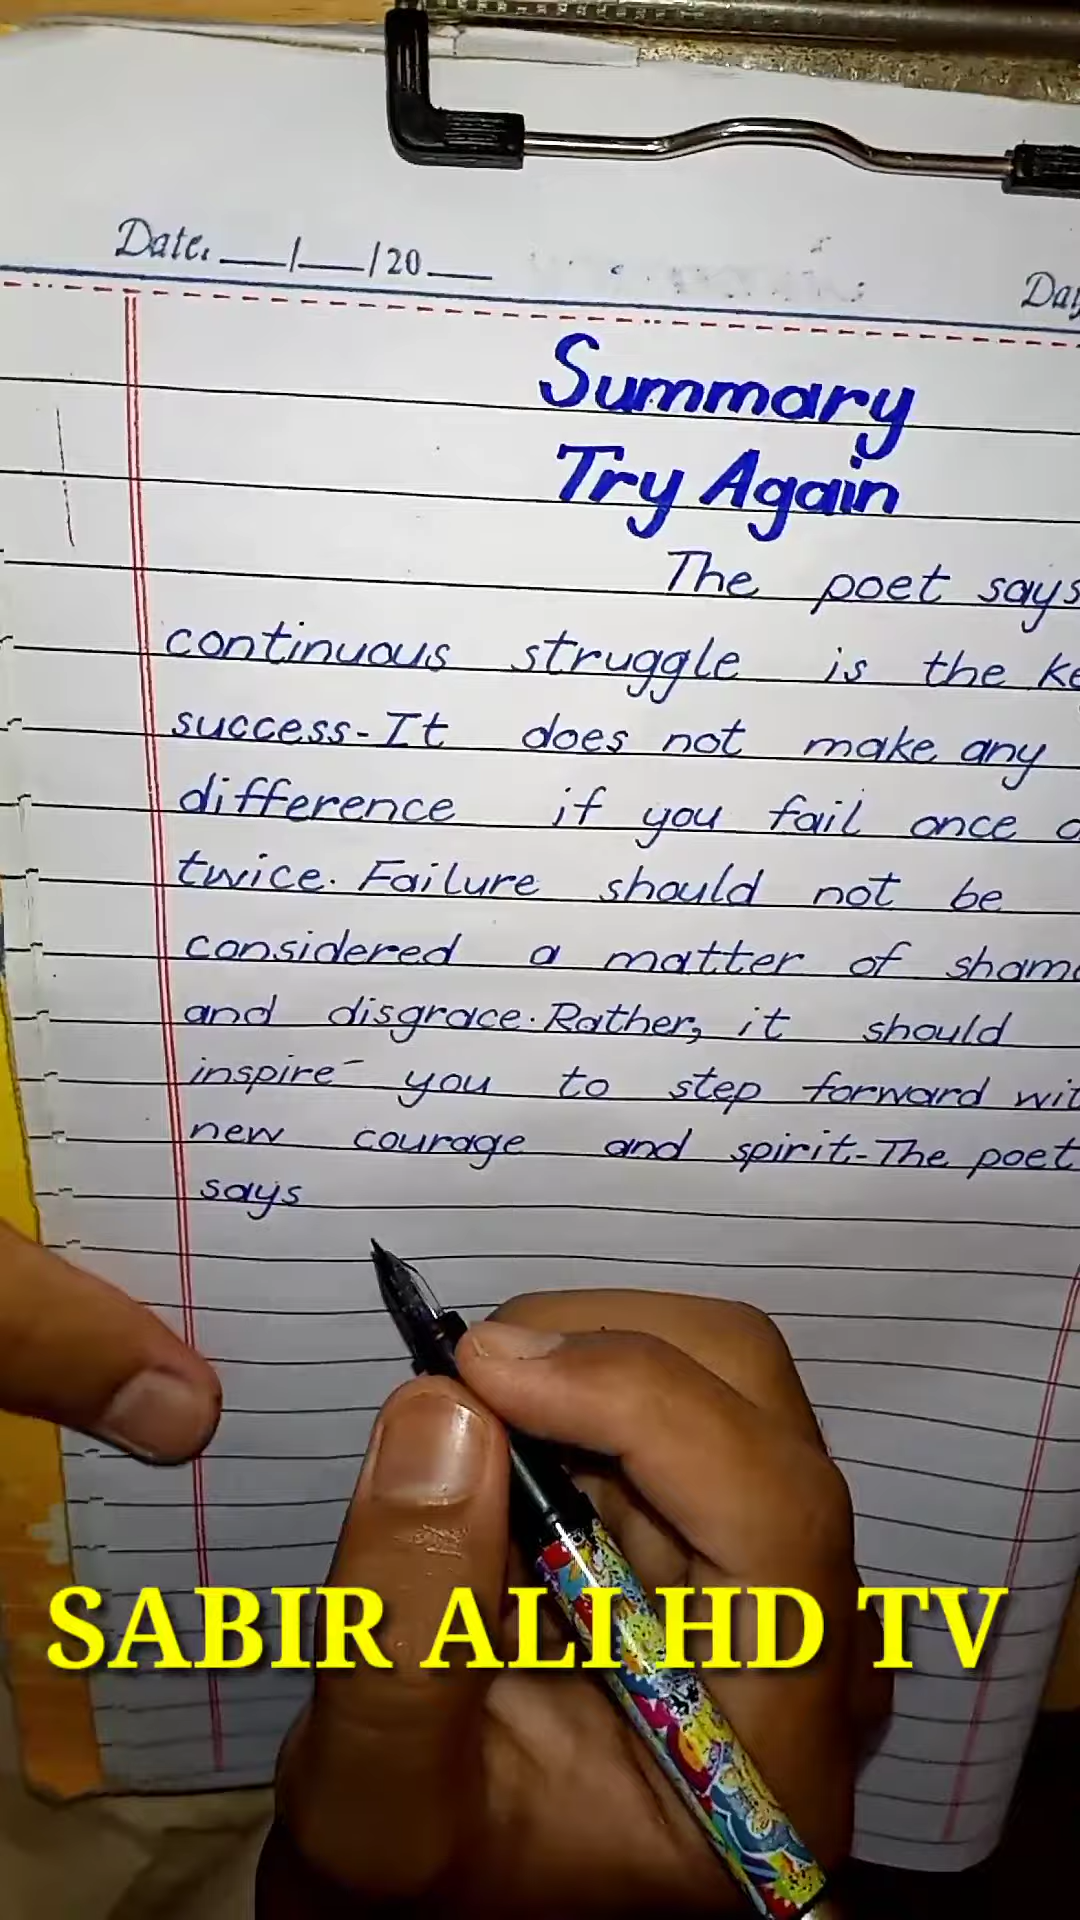 Date. __/__/20__
Summary
Try Again
The poet says
continuous struggle is the
success-It does not make any
difference if you fail once
twice. Failure should not be
considered a matter of
and disgrace. Rather, it should
inspire you to step forward
new courage and spirit.-The poet
says
SABIR ALI HD TV